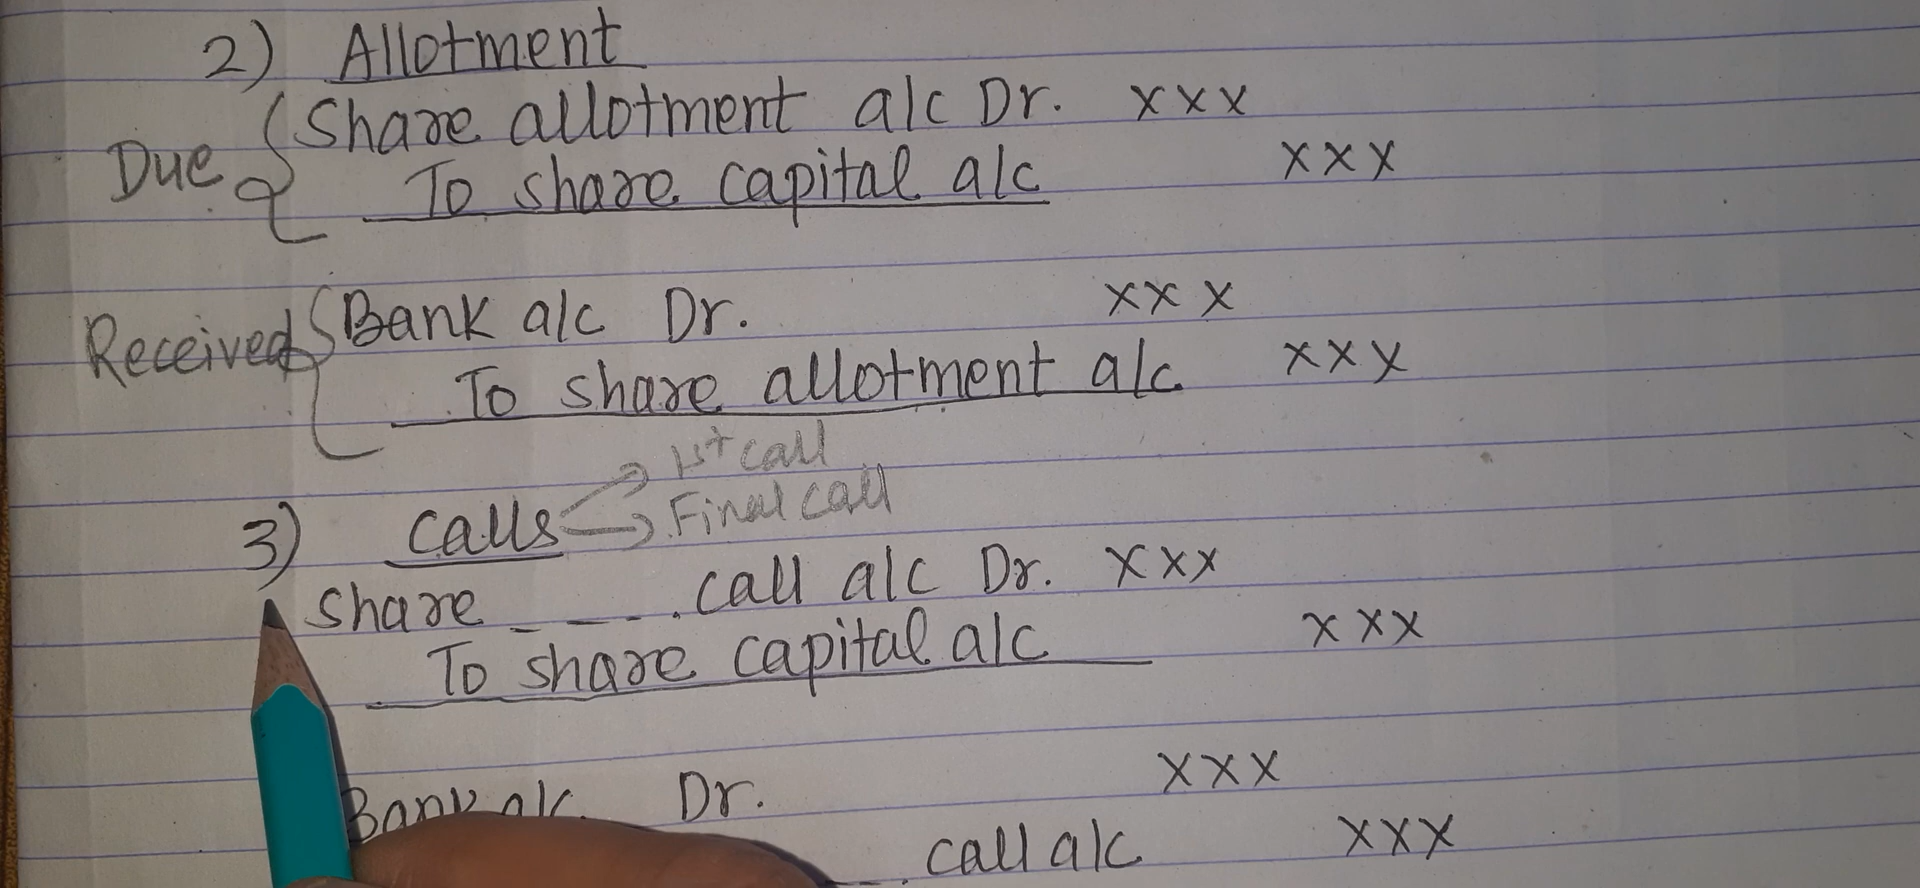 2) Allotment
Due { Share allotment a/c Dr. xxx
To share capital a/c xxx
Received { Bank a/c Dr. xxx
To share allotment a/c xxx
1st call
3) calls Final call
Share _ _ _ _. call a/c Dr. xxx
To share capital a/c xxx
Bank a/c Dr. xxx
call a/c xxx